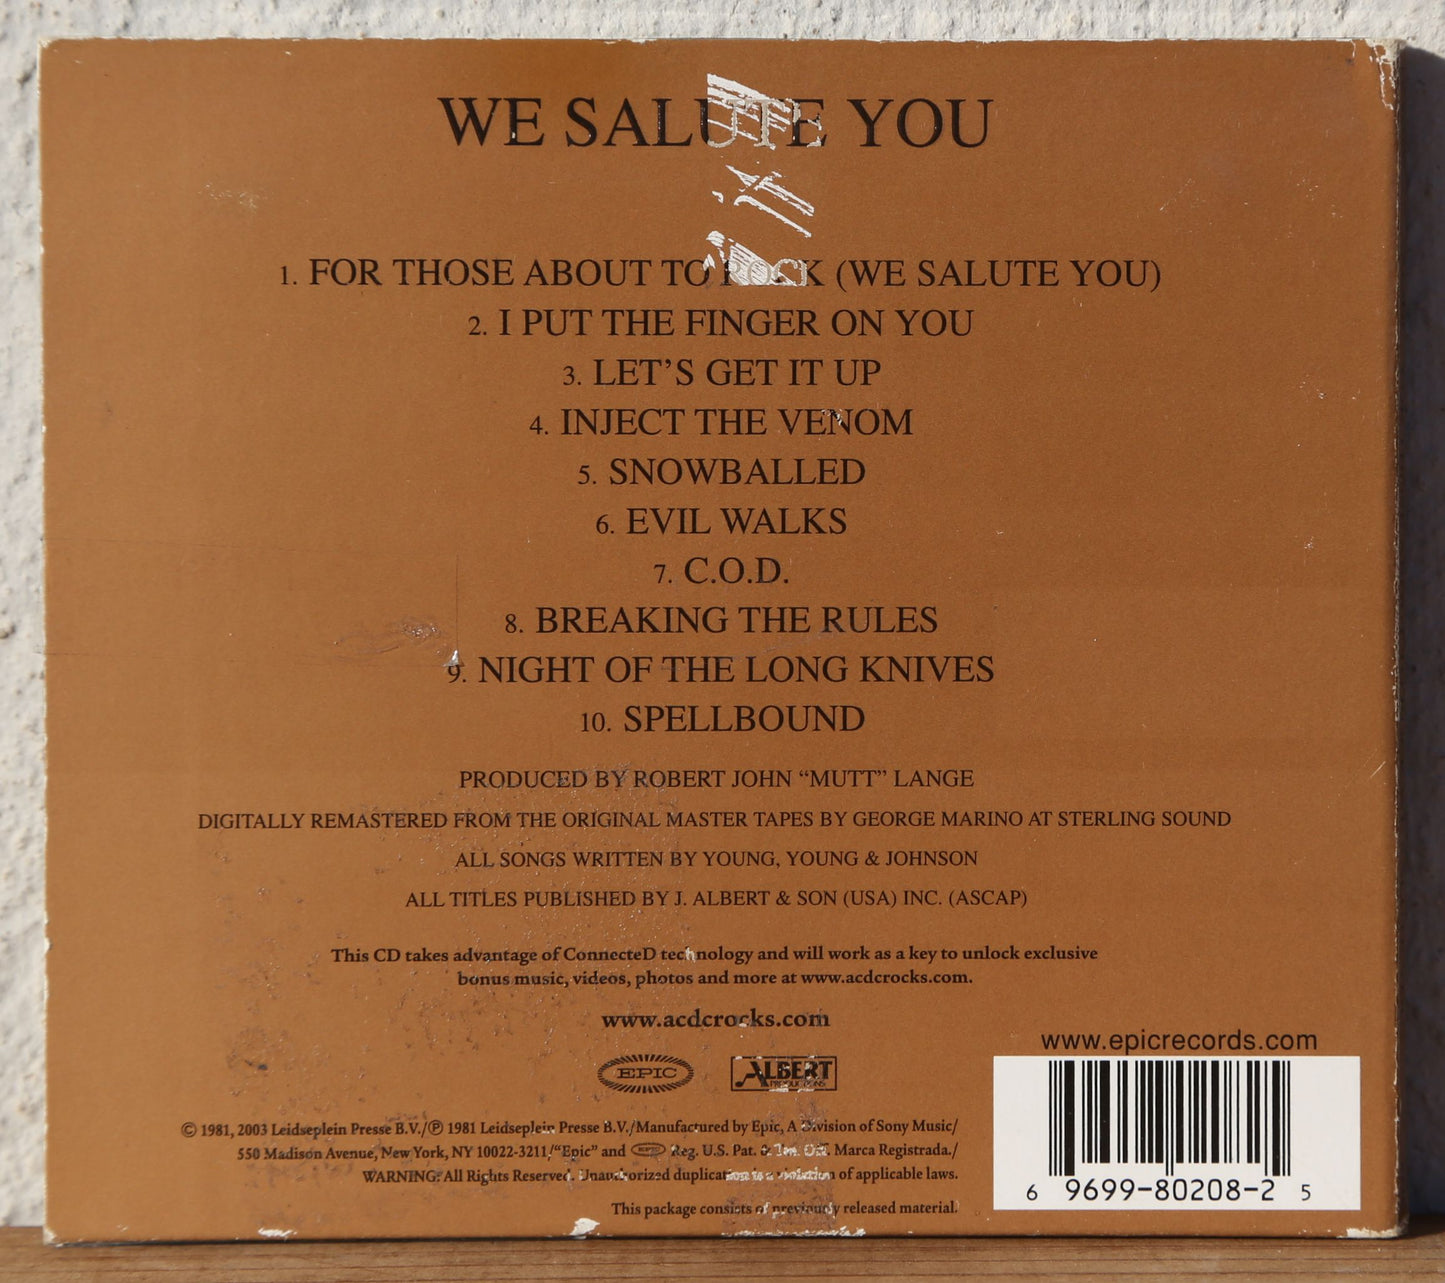 WE SALUTE YOU
1. FOR THOSE ABOUT TO ROCK (WE SALUTE YOU)
2. I PUT THE FINGER ON YOU
3. LET’S GET IT UP
4. INJECT THE VENOM
5. SNOWBALLED
6. EVIL WALKS
7. C.O.D.
8. BREAKING THE RULES
9. NIGHT OF THE LONG KNIVES
10. SPELLBOUND
PRODUCED BY ROBERT JOHN “MUTT” LANGE
DIGITALLY REMASTERED FROM THE ORIGINAL MASTER TAPES BY GEORGE MARINO AT STERLING SOUND
ALL SONGS WRITTEN BY YOUNG, YOUNG & JOHNSON
ALL TITLES PUBLISHED BY J. ALBERT & SON (USA) INC. (ASCAP)
This CD takes advantage of ConnecteD technology and will work as a key to unlock exclusive
bonus music, videos, photos and more at www.acdcrocks.com.
www.acdcrocks.com
EPIC
ALBERT
PRODUCTIONS
www.epicrecords.com
© 1981, 2003 Leidseplein Presse B.V./℗ 1981 Leidseplein Presse B.V./Manufactured by Epic, A Division of Sony Music/
550 Madison Avenue, New York, NY 10022-3211/“Epic” and EPIC Reg. U.S. Pat. & Tm. Off. Marca Registrada./
WARNING: All Rights Reserved. Unauthorized duplication is a violation of applicable laws.
This package consists of previously released material.
6 9699-80208-2 5